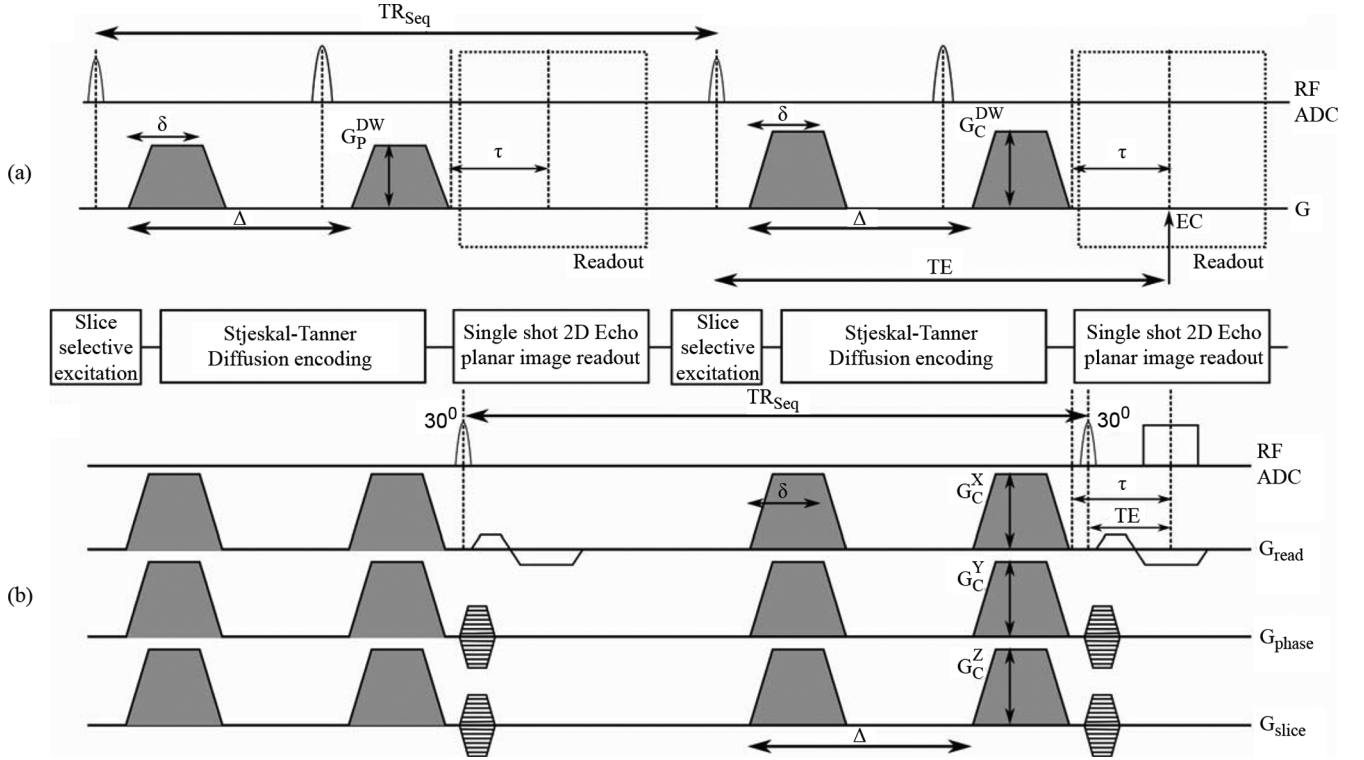 TR_Seq
RF
ADC
δ
G_P^DW
τ
δ
G_C^DW
τ
(a)
G
Δ
Δ
EC
Readout
TE
Readout
Slice
selective
excitation
Stjeskal-Tanner
Diffusion encoding
Single shot 2D Echo
planar image readout
Slice
selective
excitation
Stjeskal-Tanner
Diffusion encoding
Single shot 2D Echo
planar image readout
TR_Seq
30^0
30^0
RF
ADC
δ
G_C^X
τ
TE
G_read
G_C^Y
(b)
G_phase
G_C^Z
G_slice
Δ